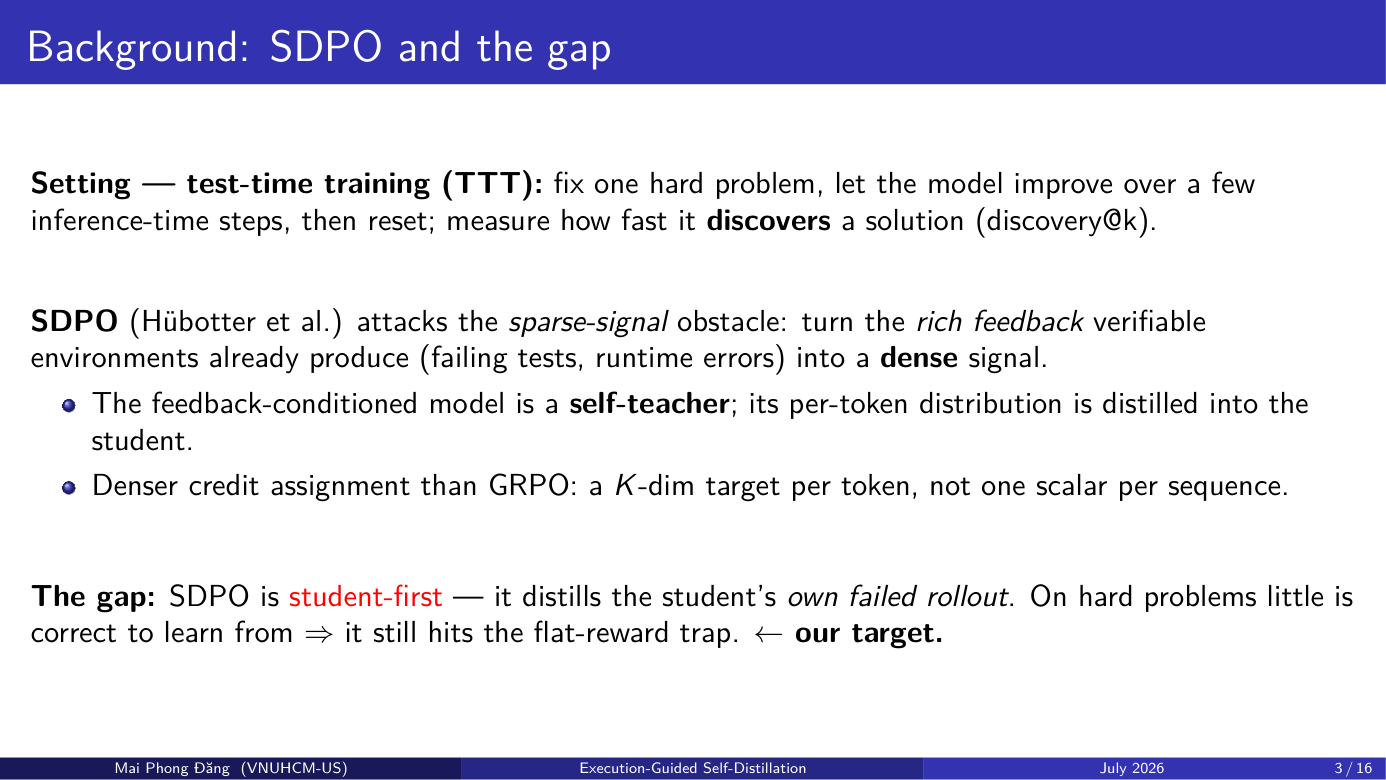 Background: SDPO and the gap
Setting — test-time training (TTT): fix one hard problem, let the model improve over a few
inference-time steps, then reset; measure how fast it discovers a solution (discovery@k).
SDPO (Hübotter et al.) attacks the sparse-signal obstacle: turn the rich feedback verifiable
environments already produce (failing tests, runtime errors) into a dense signal.
The feedback-conditioned model is a self-teacher; its per-token distribution is distilled into the
student.
Denser credit assignment than GRPO: a K-dim target per token, not one scalar per sequence.
The gap: SDPO is student-first — it distills the student's own failed rollout. On hard problems little is
correct to learn from ⇒ it still hits the flat-reward trap. ← our target.
Mai Phong Đăng (VNUHCM-US) Execution-Guided Self-Distillation July 2026 3 / 16